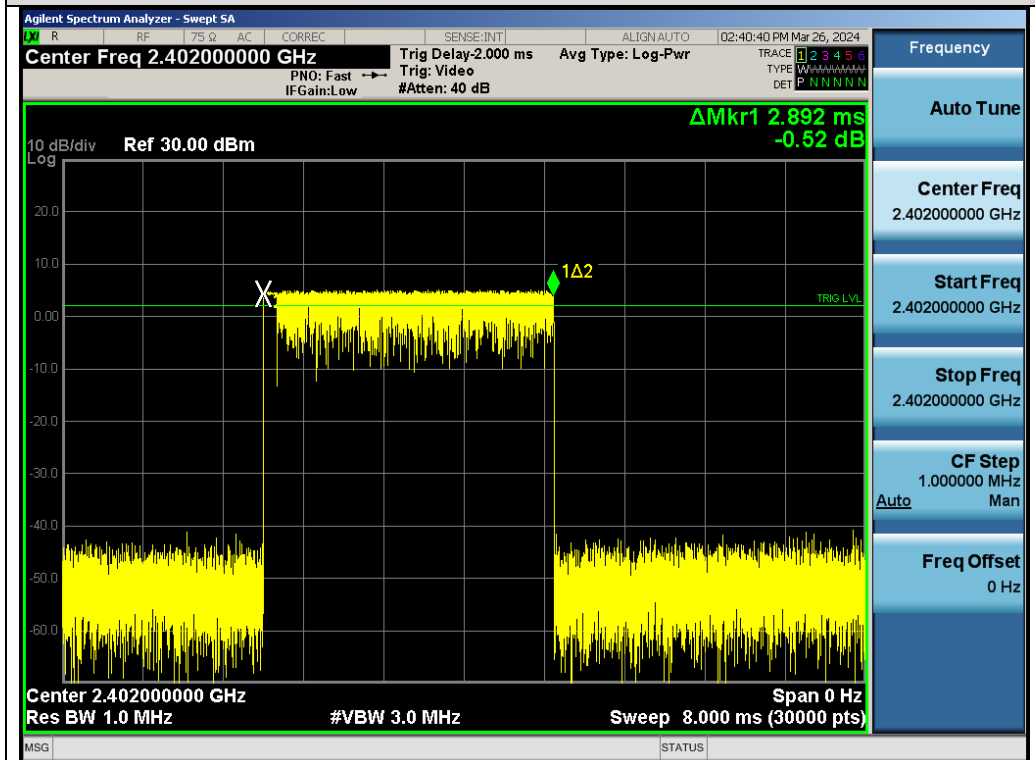 Agilent Spectrum Analyzer - Swept SA
LXI R RF 75 Ω AC CORREC SENSE:INT ALIGN AUTO 02:40:40 PM Mar 26, 2024
Center Freq 2.402000000 GHz
PNO: Fast
IFGain:Low
Trig Delay-2.000 ms
Trig: Video
#Atten: 40 dB
Avg Type: Log-Pwr
TRACE 1 2 3 4 5 6
TYPE WWWWWW
DET P N N N N N
Frequency
ΔMkr1 2.892 ms
-0.52 dB
10 dB/div
Log
Ref 30.00 dBm
20.0
10.0
0.00
-10.0
-20.0
-30.0
-40.0
-50.0
-60.0
X
1Δ2
TRIG LVL
Center 2.402000000 GHz
Span 0 Hz
Res BW 1.0 MHz
#VBW 3.0 MHz
Sweep 8.000 ms (30000 pts)
Auto Tune
Center Freq
2.402000000 GHz
Start Freq
2.402000000 GHz
Stop Freq
2.402000000 GHz
CF Step
1.000000 MHz
Auto Man
Freq Offset
0 Hz
MSG
STATUS